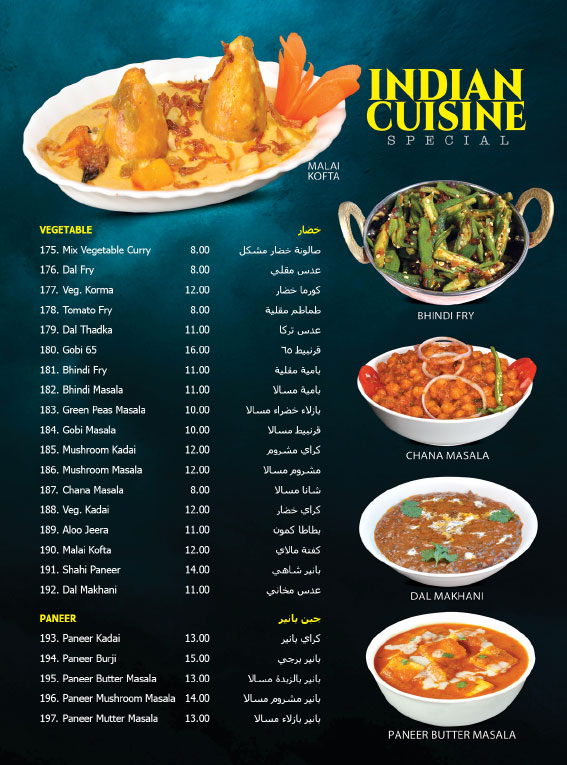 INDIAN
CUISINE
SPECIAL
MALAI
KOFTA
VEGETABLE خضار
175. Mix Vegetable Curry 8.00 صالونة خضار مشكل
176. Dal Fry 8.00 عدس مقلي
177. Veg. Korma 12.00 كورما خضار
178. Tomato Fry 8.00 طماطم مقلية
179. Dal Thadka 11.00 عدس تركا
180. Gobi 65 16.00 قرنبيط ٦٥
181. Bhindi Fry 11.00 بامية مقلية
182. Bhindi Masala 11.00 بامية مسالا
183. Green Peas Masala 10.00 بازلاء خضراء مسالا
184. Gobi Masala 10.00 قرنبيط مسالا
185. Mushroom Kadai 12.00 كراي مشروم
186. Mushroom Masala 12.00 مشروم مسالا
187. Chana Masala 8.00 شانا مسالا
188. Veg. Kadai 12.00 كراي خضار
189. Aloo Jeera 11.00 بطاطا كمون
190. Malai Kofta 12.00 كفتة مالاي
191. Shahi Paneer 14.00 بانير شاهي
192. Dal Makhani 11.00 عدس مخاني
PANEER جبن بانير
193. Paneer Kadai 13.00 كراي بانير
194. Paneer Burji 15.00 بانير برجي
195. Paneer Butter Masala 13.00 بانير بالزبدة مسالا
196. Paneer Mushroom Masala 14.00 بانير مشروم مسالا
197. Paneer Mutter Masala 13.00 بانير بازلاء مسالا
BHINDI FRY
CHANA MASALA
DAL MAKHANI
PANEER BUTTER MASALA